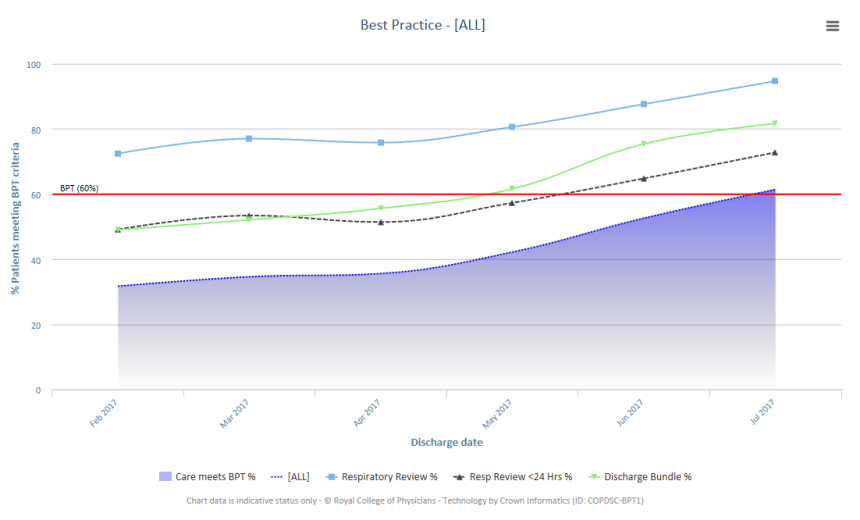 Best Practice - [ALL]
% Patients meeting BPT criteria
100
80
BPT (60%)
60
40
20
0
Feb 2017
Mar 2017
Apr 2017
May 2017
Jun 2017
Jul 2017
Discharge date
Care meets BPT % [ALL] Respiratory Review % Resp Review <24 Hrs % Discharge Bundle %
Chart data is indicative status only - © Royal College of Physicians - Technology by Crown Informatics (ID: COPDSC-BPT1)